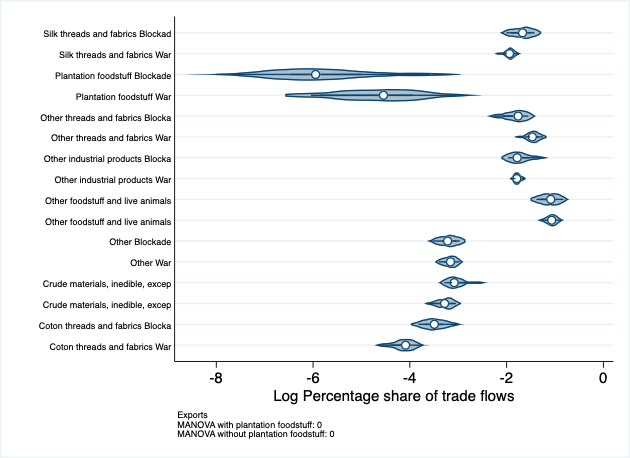 Silk threads and fabrics Blockad
Silk threads and fabrics War
Plantation foodstuff Blockade
Plantation foodstuff War
Other threads and fabrics Blocka
Other threads and fabrics War
Other industrial products Blocka
Other industrial products War
Other foodstuff and live animals
Other foodstuff and live animals
Other Blockade
Other War
Crude materials, inedible, excep
Crude materials, inedible, excep
Coton threads and fabrics Blocka
Coton threads and fabrics War
-8 -6 -4 -2 0
Log Percentage share of trade flows
Exports
MANOVA with plantation foodstuff: 0
MANOVA without plantation foodstuff: 0